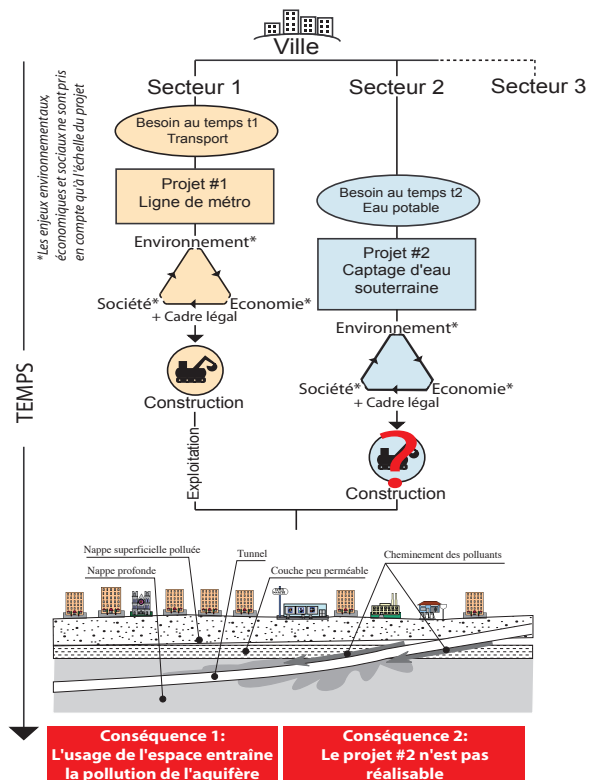 Ville
Secteur 1
Secteur 2
Secteur 3
*Les enjeux environnementaux,
économiques et sociaux ne sont pris
en compte qu'à l'échelle du projet
TEMPS
Besoin au temps t1
Transport
Projet #1
Ligne de métro
Environnement*
Société*
Economie*
+ Cadre légal
Construction
Exploitation
Besoin au temps t2
Eau potable
Projet #2
Captage d'eau
souterraine
Environnement*
Société*
Economie*
+ Cadre légal
?
Construction
Nappe superficielle polluée
Tunnel
Cheminement des polluants
Nappe profonde
Couche peu perméable
Conséquence 1:
L'usage de l'espace entraîne
la pollution de l'aquifère
Conséquence 2:
Le projet #2 n'est pas
réalisable